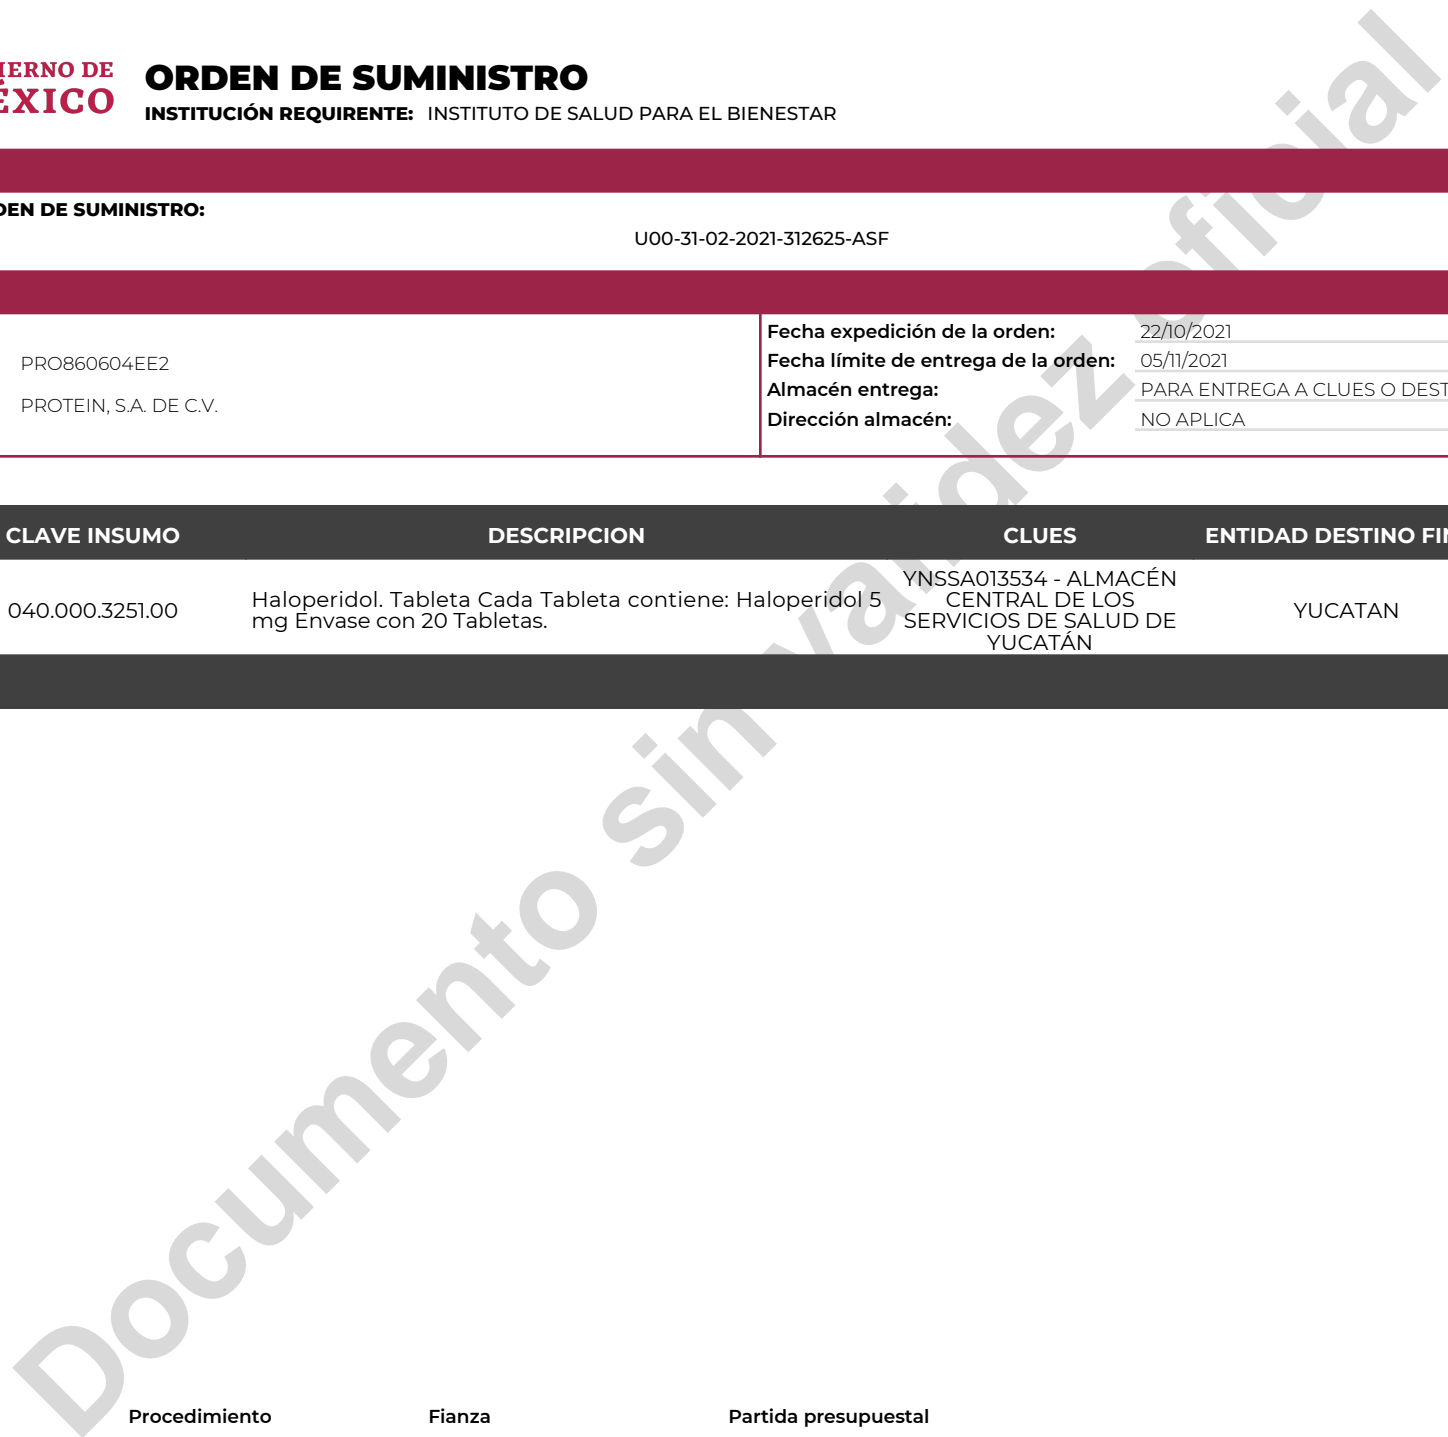 IERNO DE
ÉXICO
ORDEN DE SUMINISTRO
INSTITUCIÓN REQUIRENTE: INSTITUTO DE SALUD PARA EL BIENESTAR
DEN DE SUMINISTRO:
U00-31-02-2021-312625-ASF
PRO860604EE2
PROTEIN, S.A. DE C.V.
Fecha expedición de la orden: 22/10/2021
Fecha límite de entrega de la orden: 05/11/2021
Almacén entrega: PARA ENTREGA A CLUES O DEST
Dirección almacén: NO APLICA
CLAVE INSUMO DESCRIPCION CLUES ENTIDAD DESTINO FIN
040.000.3251.00
Haloperidol. Tableta Cada Tableta contiene: Haloperidol 5
mg Envase con 20 Tabletas.
YNSSA013534 - ALMACÉN
CENTRAL DE LOS
SERVICIOS DE SALUD DE
YUCATÁN
YUCATAN
Documento sin validez oficial
Procedimiento Fianza Partida presupuestal